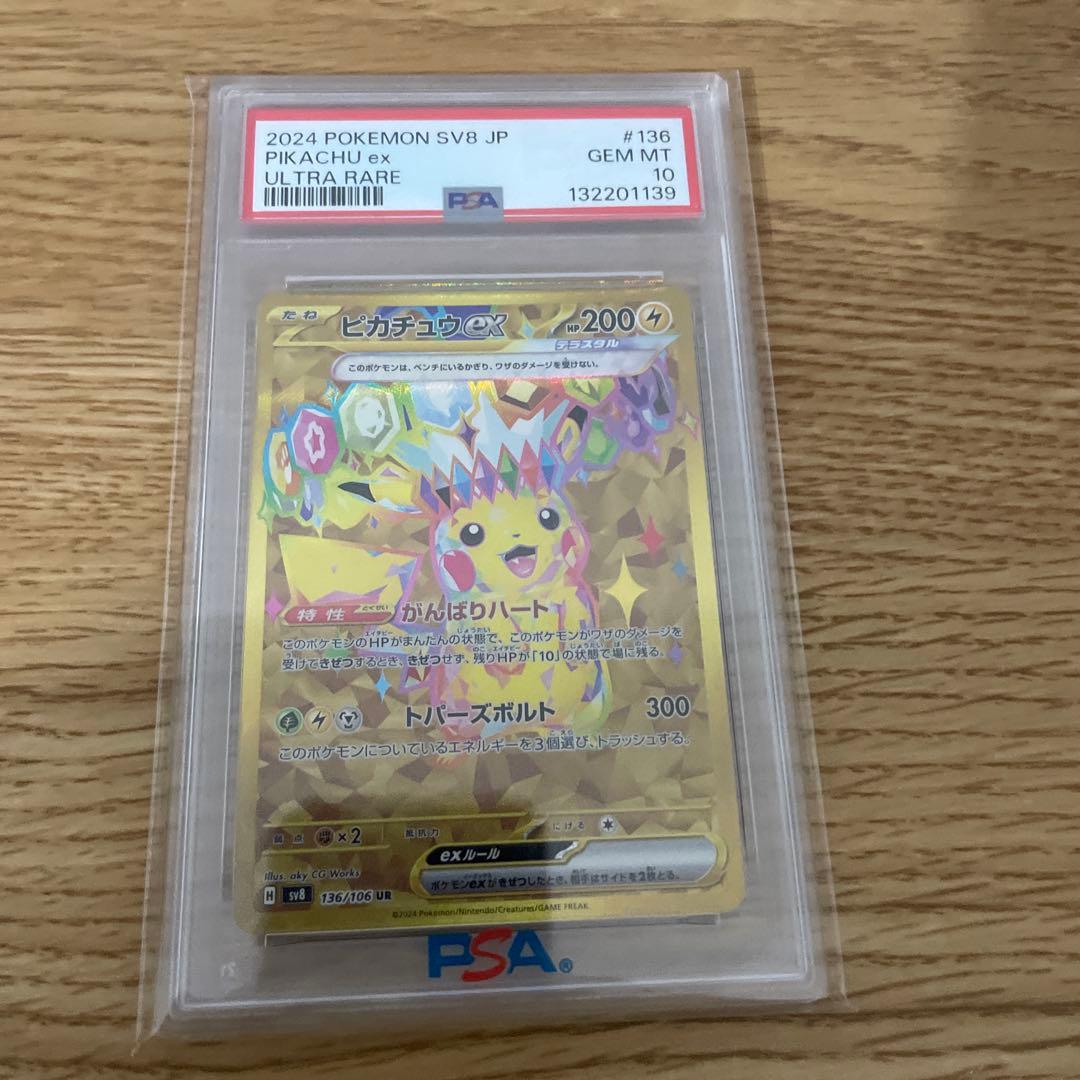 2024 POKEMON SV8 JP #136
PIKACHU ex GEM MT
ULTRA RARE 10
PSA 132201139
たね ピカチュウex HP200
テラスタル
このポケモンは、ベンチにいるかぎり、ワザのダメージを受けない。
特性 とくせい がんばりハート
このポケモンのHPがまんたんの状態で、このポケモンがワザのダメージを
受けてきぜつするとき、きぜつせず、残りHPが「10」の状態で場に残る。
トパーズボルト 300
このポケモンについているエネルギーを3個選び、トラッシュする。
弱点 ×2 抵抗力 にげる
exルール
ポケモンexがきぜつしたとき、相手はサイドを2枚とる。
Illus. aky CG Works
H SV8 136/106 UR
©2024 Pokémon/Nintendo/Creatures/GAME FREAK.
PSA®